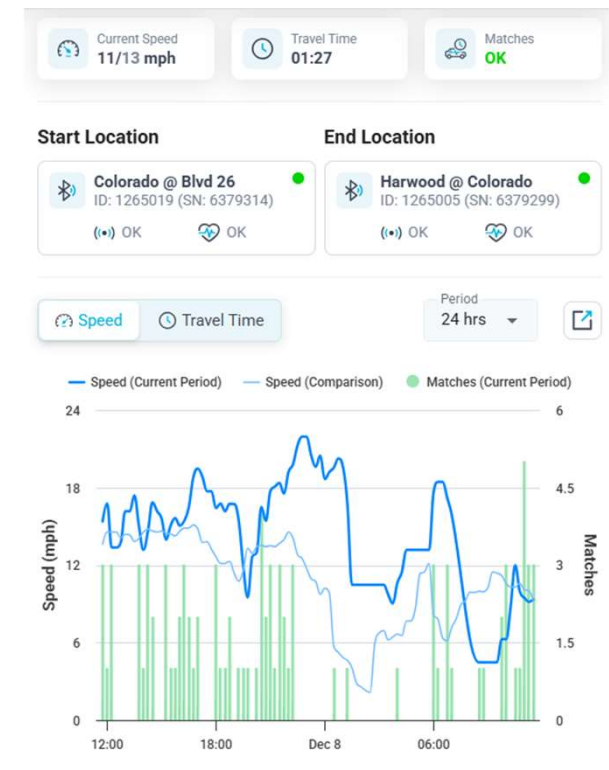 Current Speed
11/13 mph
Travel Time
01:27
Matches
OK
Start Location
End Location
Colorado @ Blvd 26
ID: 1265019 (SN: 6379314)
OK
OK
Harwood @ Colorado
ID: 1265005 (SN: 6379299)
OK
OK
Speed
Travel Time
Period
24 hrs
Speed (Current Period)
Speed (Comparison)
Matches (Current Period)
24
6
18
4.5
12
3
6
1.5
0
0
Speed (mph)
Matches
12:00
18:00
Dec 8
06:00